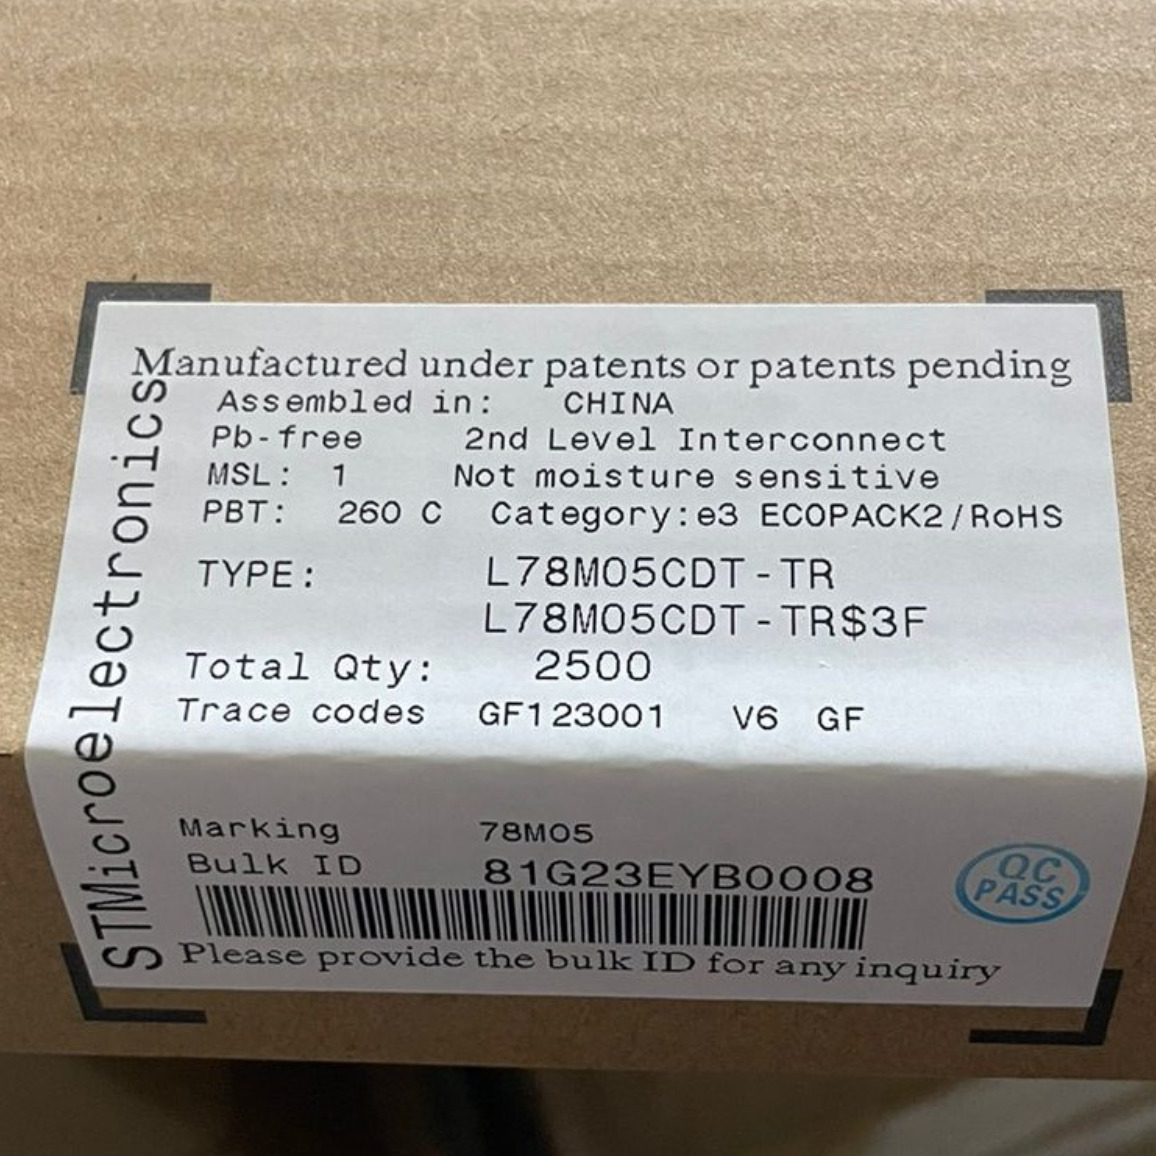 Manufactured under patents or patents pending
Assembled in: CHINA
Pb-free 2nd Level Interconnect
MSL: 1 Not moisture sensitive
PBT: 260 C Category:e3 ECOPACK2/RoHS
TYPE: L78M05CDT-TR
L78M05CDT-TR$3F
Total Qty: 2500
Trace codes GF123001 V6 GF
Marking 78M05
Bulk ID 81G23EYB0008
Please provide the bulk ID for any inquiry
STMicroelectronics
QC
PASS